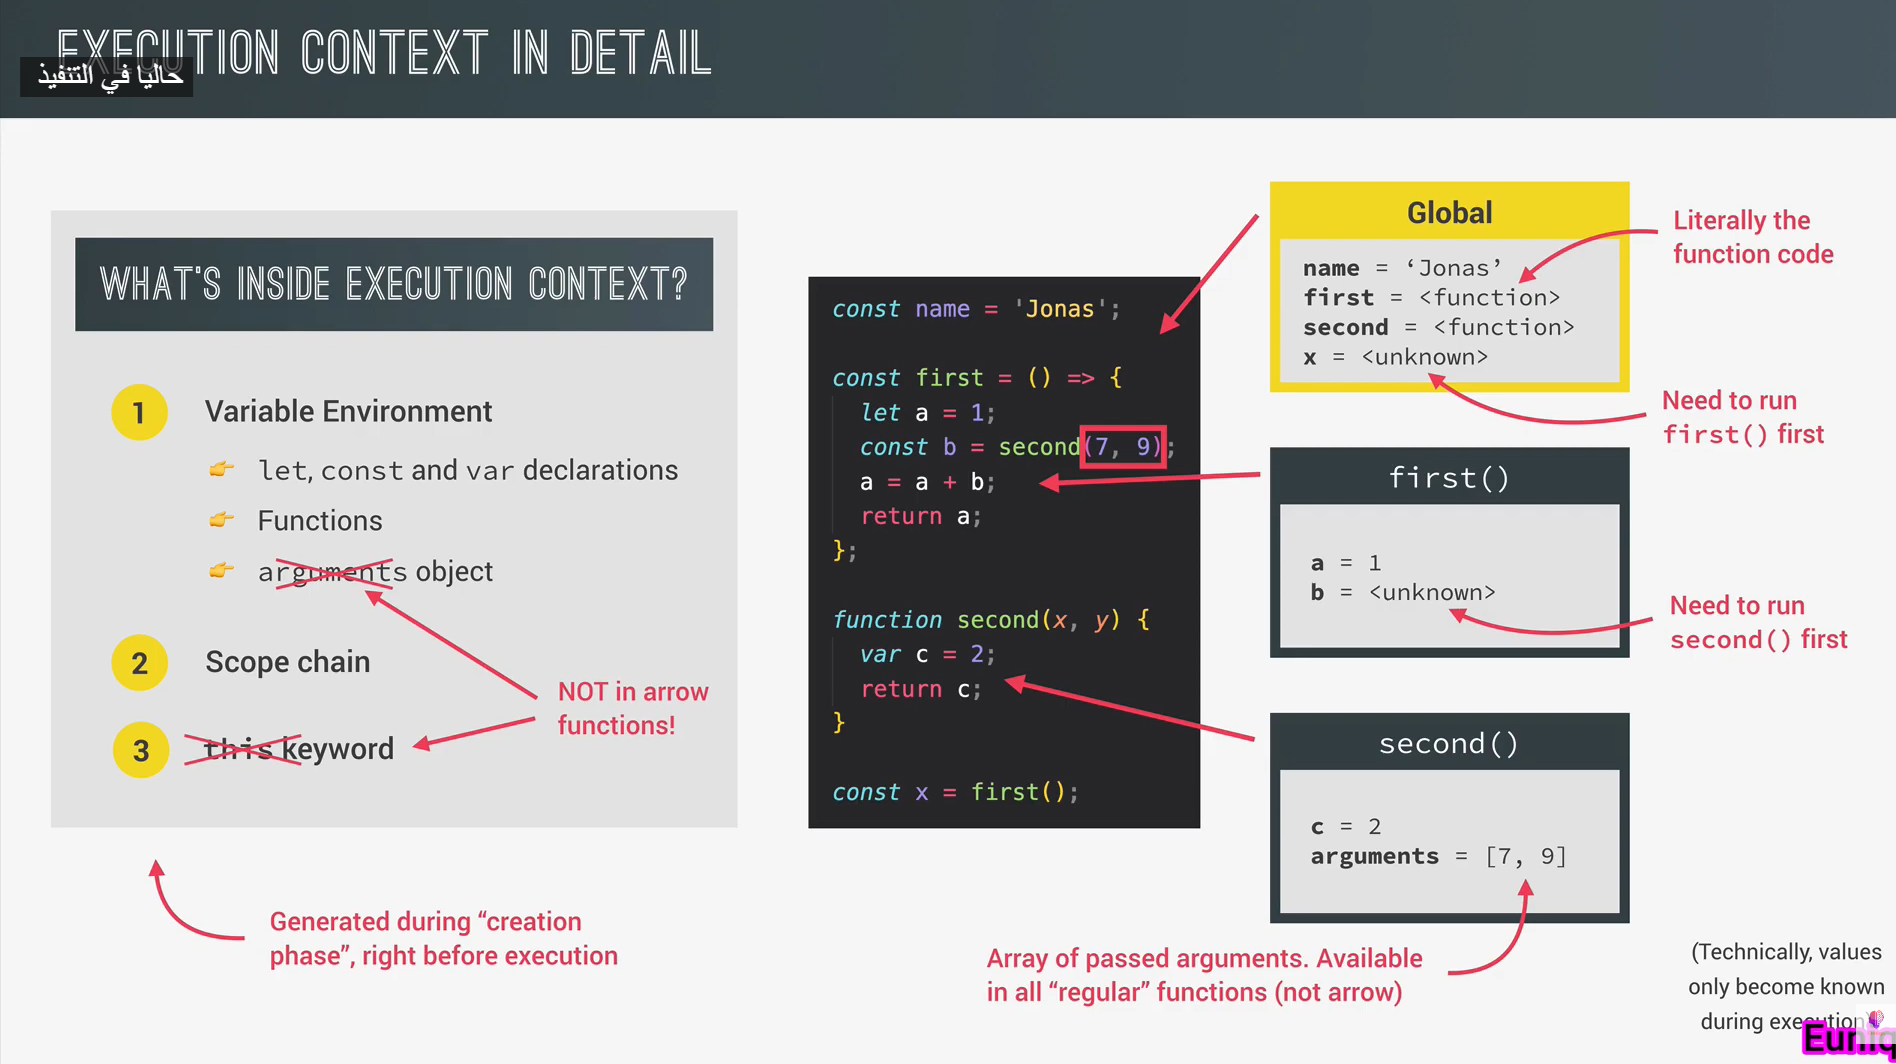 EXECUTION CONTEXT IN DETAIL
حاليا في التنفيذ
WHAT'S INSIDE EXECUTION CONTEXT?
1 Variable Environment
👉 let, const and var declarations
👉 Functions
👉 arguments object
2 Scope chain
3 this keyword
NOT in arrow
functions!
Generated during “creation
phase”, right before execution
const name = 'Jonas';
const first = () => {
let a = 1;
const b = second(7, 9);
a = a + b;
return a;
};
function second(x, y) {
var c = 2;
return c;
}
const x = first();
Global
name = ‘Jonas’
first = <function>
second = <function>
x = <unknown>
Literally the
function code
Need to run
first() first
first()
a = 1
b = <unknown>
Need to run
second() first
second()
c = 2
arguments = [7, 9]
Array of passed arguments. Available
in all “regular” functions (not arrow)
(Technically, values
only become known
during execution)